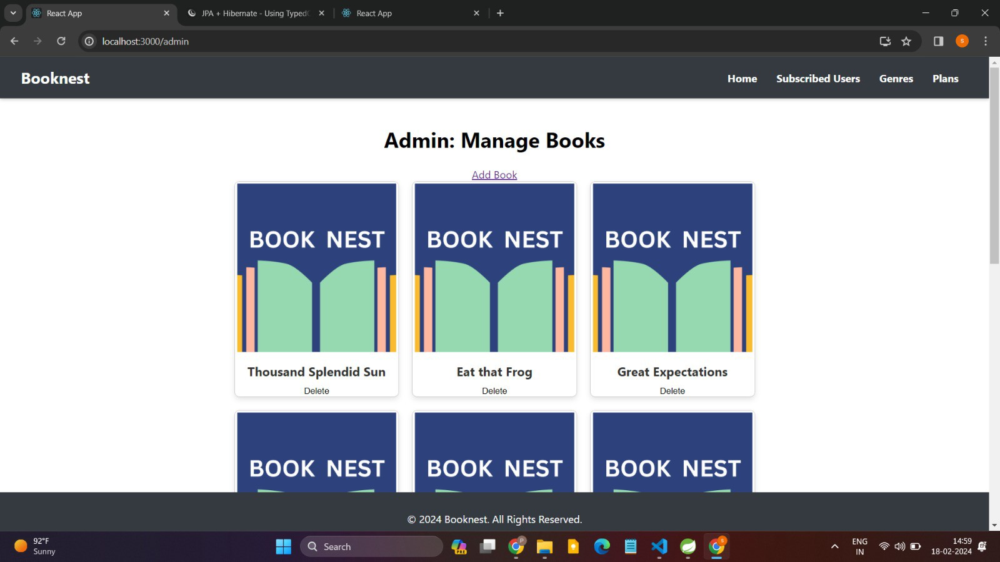 React App
JPA + Hibernate - Using Typed
React App
localhost:3000/admin
S
Booknest
Home Subscribed Users Genres Plans
Admin: Manage Books
Add Book
BOOK NEST BOOK NEST BOOK NEST
Thousand Splendid Sun Eat that Frog Great Expectations
Delete Delete Delete
BOOK NEST BOOK NEST BOOK NEST
© 2024 Booknest. All Rights Reserved.
92°F
Sunny
Search
PRE
P
S
ENG
IN
14:59
18-02-2024